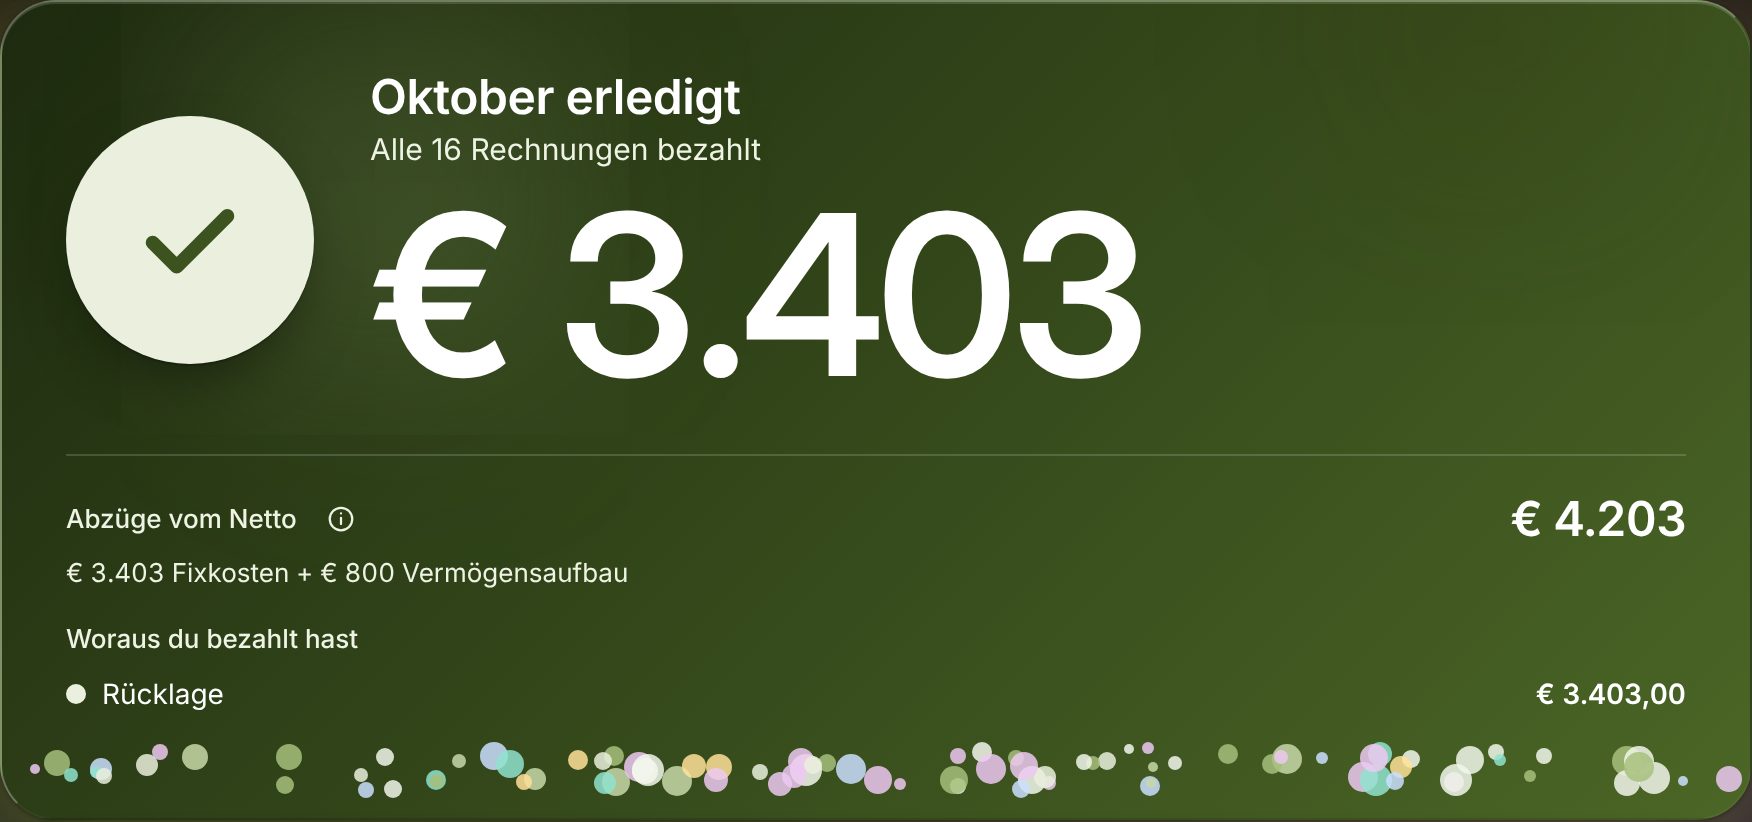 Oktober erledigt
Alle 16 Rechnungen bezahlt
€ 3.403
Abzüge vom Netto
€ 4.203
€ 3.403 Fixkosten + € 800 Vermögensaufbau
Woraus du bezahlt hast
Rücklage
€ 3.403,00